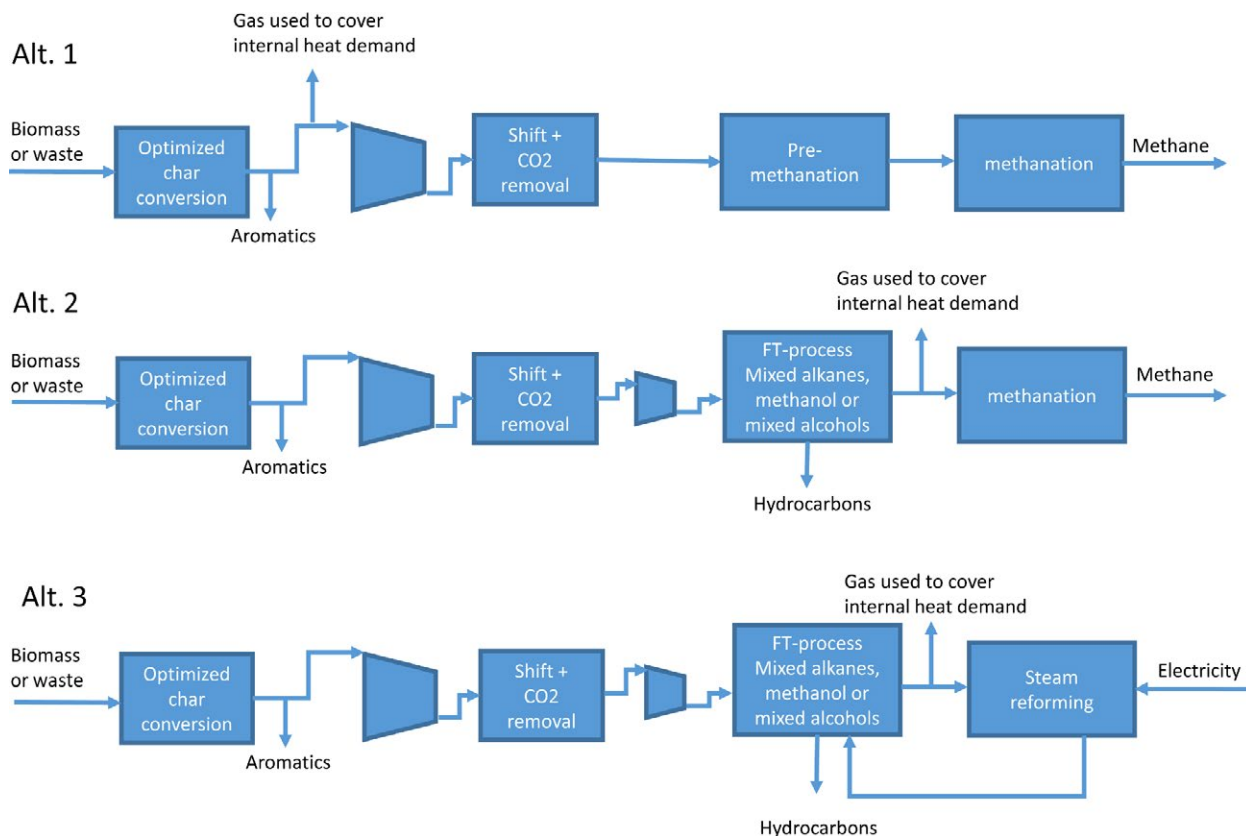 Alt. 1
Gas used to cover
internal heat demand
Biomass
or waste
Optimized
char
conversion
Aromatics
Shift +
CO2
removal
Pre-
methanation
methanation
Methane
Alt. 2
Gas used to cover
internal heat demand
Biomass
or waste
Optimized
char
conversion
Aromatics
Shift +
CO2
removal
FT-process
Mixed alkanes,
methanol or
mixed alcohols
Hydrocarbons
methanation
Methane
Alt. 3
Gas used to cover
internal heat demand
Biomass
or waste
Optimized
char
conversion
Aromatics
Shift +
CO2
removal
FT-process
Mixed alkanes,
methanol or
mixed alcohols
Hydrocarbons
Steam
reforming
Electricity